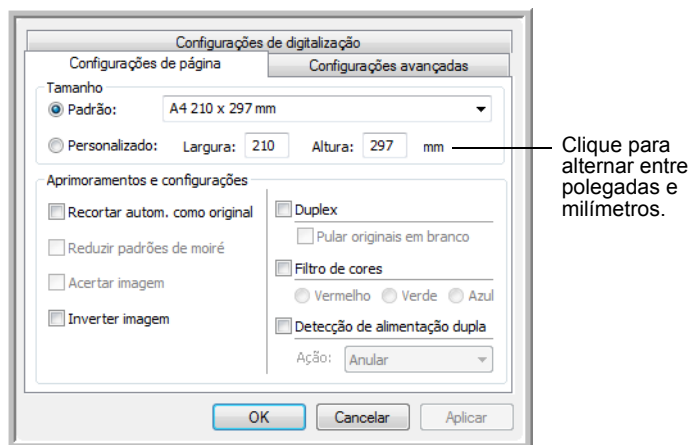 Configurações de digitalização
Configurações de página
Configurações avançadas
Tamanho
Padrão: A4 210 x 297 mm
Personalizado: Largura: 210 Altura: 297 mm
Clique para
alternar entre
polegadas e
milímetros.
Aprimoramentos e configurações
Recortar autom. como original
Reduzir padrões de moiré
Acertar imagem
Inverter imagem
Duplex
Pular originais em branco
Filtro de cores
Vermelho Verde Azul
Detecção de alimentação dupla
Ação: Anular
OK Cancelar Aplicar